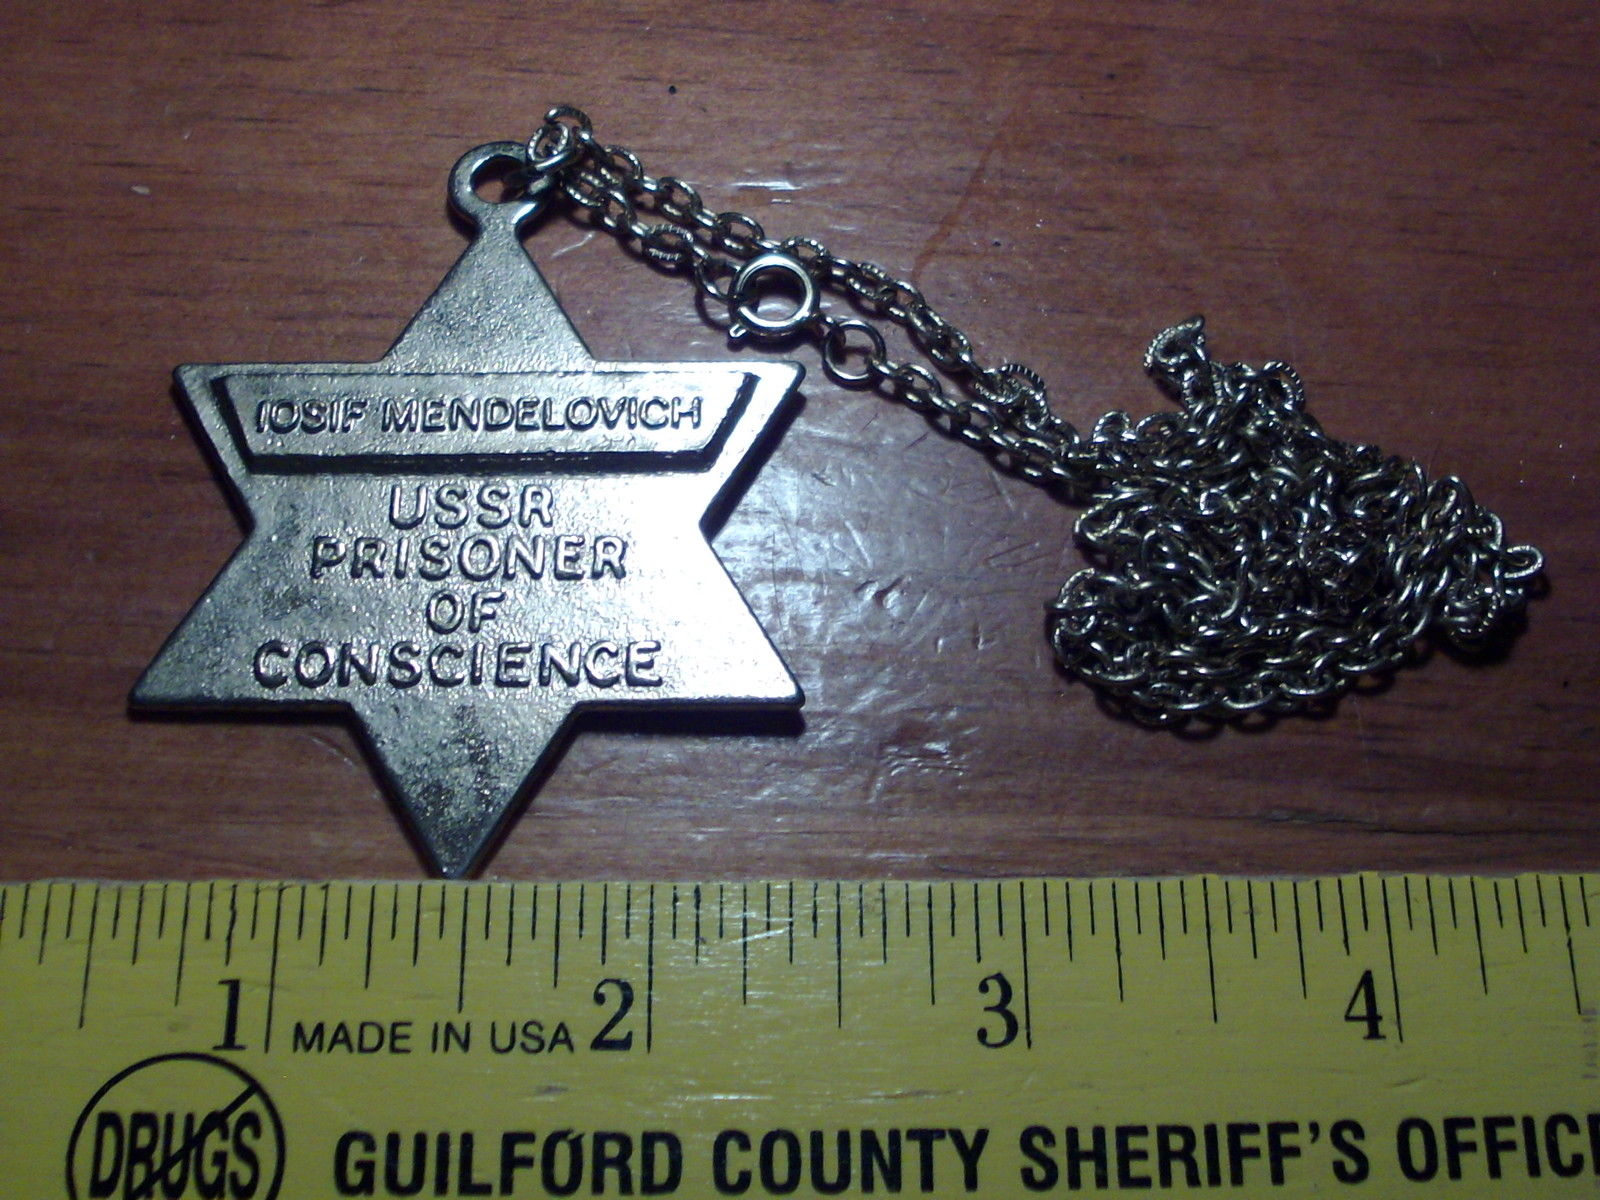 IOSIF MENDELOVICH
USSR
PRISONER
OF
CONSCIENCE
1 2 3 4
MADE IN USA
DRUGS
GUILFORD COUNTY SHERIFF'S OFFIC